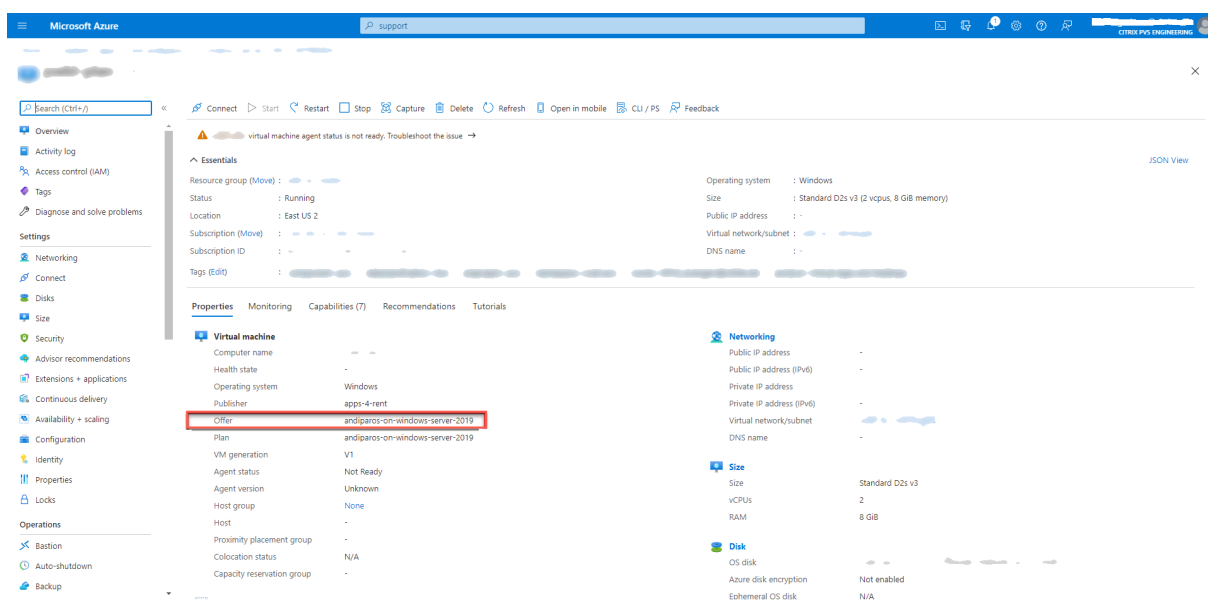 Microsoft Azure
support
1
CITRIX PVS ENGINEERING
Search (Ctrl+/)
Connect Start Restart Stop Capture Delete Refresh Open in mobile CLI / PS Feedback
Overview
virtual machine agent status is not ready. Troubleshoot the issue →
Activity log
Access control (IAM)
Tags
Diagnose and solve problems
Settings
Networking
Connect
Disks
Size
Security
Advisor recommendations
Extensions + applications
Continuous delivery
Availability + scaling
Configuration
Identity
Properties
Locks
Operations
Bastion
Auto-shutdown
Backup
Essentials
JSON View
Resource group (Move) :
Status : Running
Location : East US 2
Subscription (Move) :
Subscription ID :
Tags (Edit) :
Operating system : Windows
Size : Standard D2s v3 (2 vcpus, 8 GiB memory)
Public IP address : -
Virtual network/subnet :
DNS name : -
Properties Monitoring Capabilities (7) Recommendations Tutorials
Virtual machine
Computer name
Health state -
Operating system Windows
Publisher apps-4-rent
Offer andiparos-on-windows-server-2019
Plan andiparos-on-windows-server-2019
VM generation V1
Agent status Not Ready
Agent version Unknown
Host group None
Host -
Proximity placement group -
Colocation status N/A
Capacity reservation group -
Networking
Public IP address -
Public IP address (IPv6) -
Private IP address
Private IP address (IPv6) -
Virtual network/subnet
DNS name -
Size
Size Standard D2s v3
vCPUs 2
RAM 8 GiB
Disk
OS disk
Azure disk encryption Not enabled
Ephemeral OS disk N/A